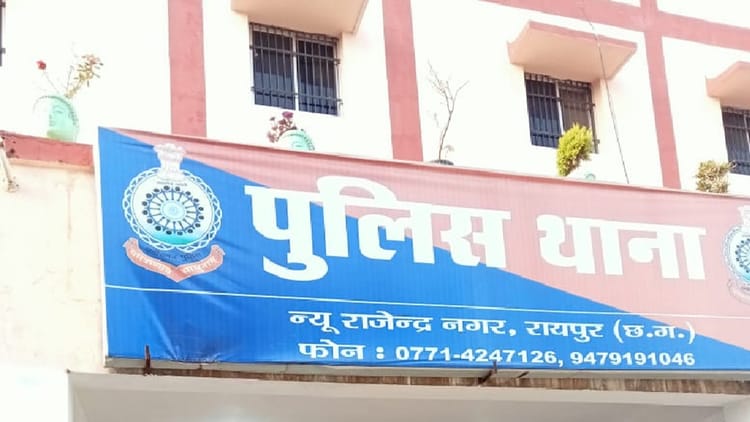 पुलिस थाना
न्यू राजेन्द्र नगर, रायपुर (छ.ग.)
फोन : 0771-4247126, 9479191046